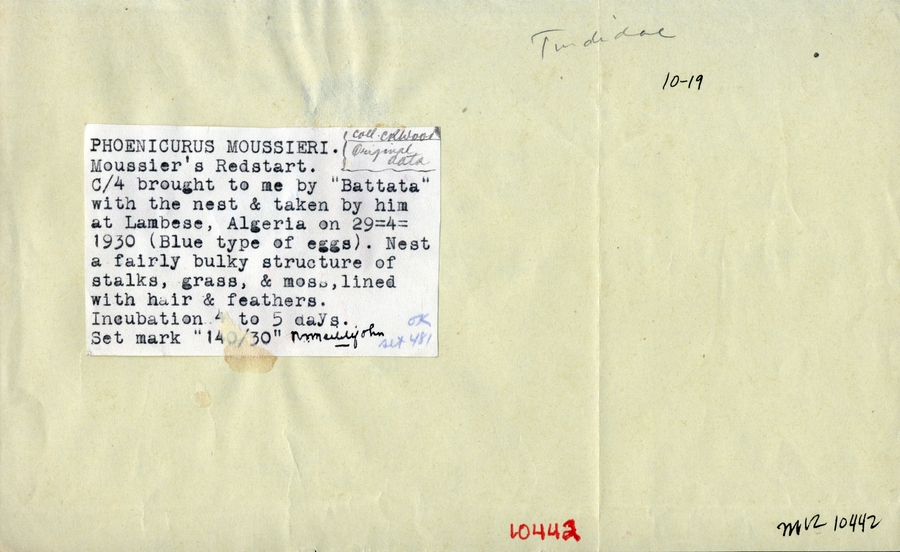 Turdidae
10-19
coll. Colwood
Original data
PHOENICURUS MOUSSIERI.
Moussier's Redstart.
C/4 brought to me by "Battata"
with the nest & taken by him
at Lambese, Algeria on 29=4=
1930 (Blue type of eggs). Nest
a fairly bulky structure of
stalks, grass, & moss,lined
with hair & feathers.
Incubation 4 to 5 days.
Set mark "140/30"
OK
set 481
10442
10442